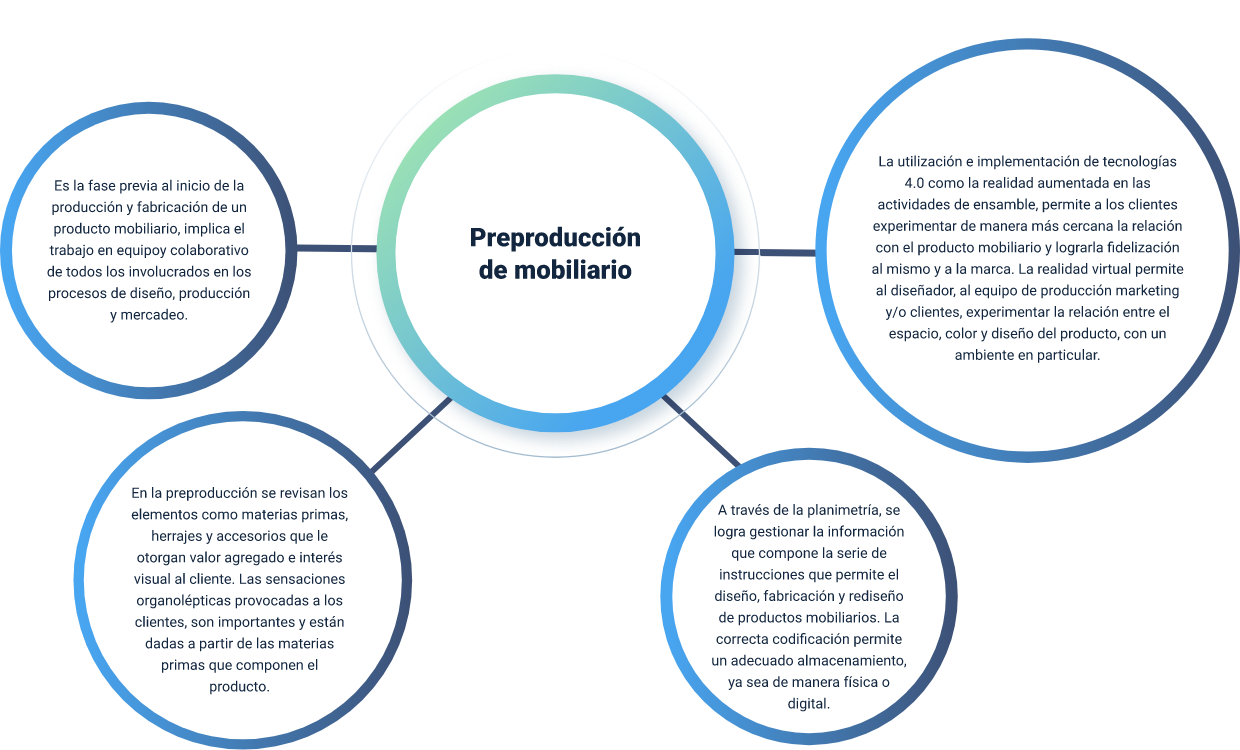 Preproducción
de mobiliario
Es la fase previa al inicio de la
producción y fabricación de un
producto mobiliario, implica el
trabajo en equipoy colaborativo
de todos los involucrados en los
procesos de diseño, producción
y mercadeo.
La utilización e implementación de tecnologías
4.0 como la realidad aumentada en las
actividades de ensamble, permite a los clientes
experimentar de manera más cercana la relación
con el producto mobiliario y lograrla fidelización
al mismo y a la marca. La realidad virtual permite
al diseñador, al equipo de producción marketing
y/o clientes, experimentar la relación entre el
espacio, color y diseño del producto, con un
ambiente en particular.
En la preproducción se revisan los
elementos como materias primas,
herrajes y accesorios que le
otorgan valor agregado e interés
visual al cliente. Las sensaciones
organolépticas provocadas a los
clientes, son importantes y están
dadas a partir de las materias
primas que componen el
producto.
A través de la planimetría, se
logra gestionar la información
que compone la serie de
instrucciones que permite el
diseño, fabricación y rediseño
de productos mobiliarios. La
correcta codificación permite
un adecuado almacenamiento,
ya sea de manera física o
digital.